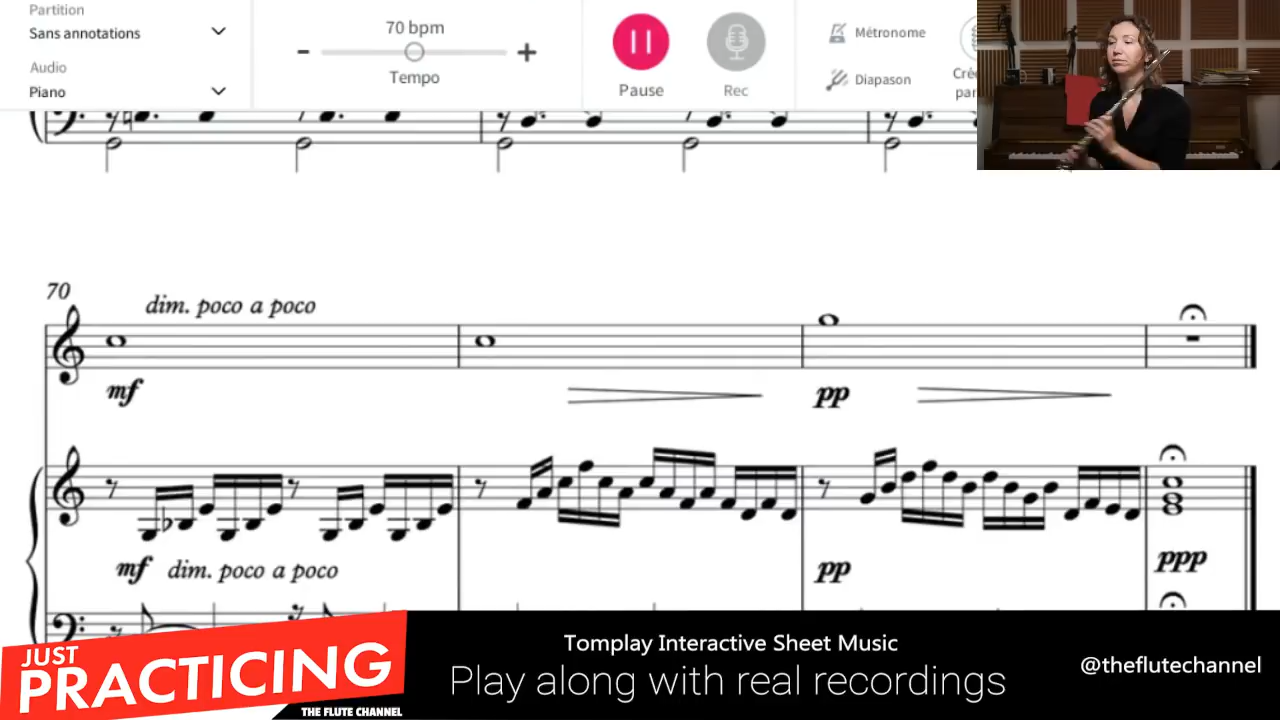 Partition
Sans annotations
Audio
Piano
70 bpm
Tempo
Pause
Rec
Métronome
Diapason
70
dim. poco a poco
mf
pp
mf dim. poco a poco
pp
ppp
JUST
PRACTICING
THE FLUTE CHANNEL
Tomplay Interactive Sheet Music
Play along with real recordings
@theflutechannel